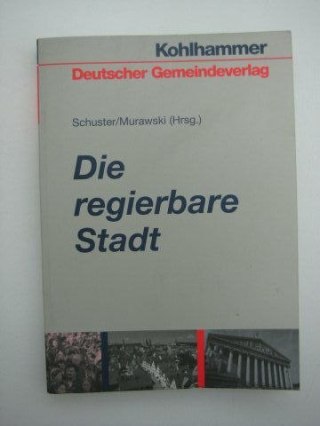 Kohlhammer
Deutscher Gemeindeverlag
Schuster/Murawski (Hrsg.)
Die
regierbare
Stadt